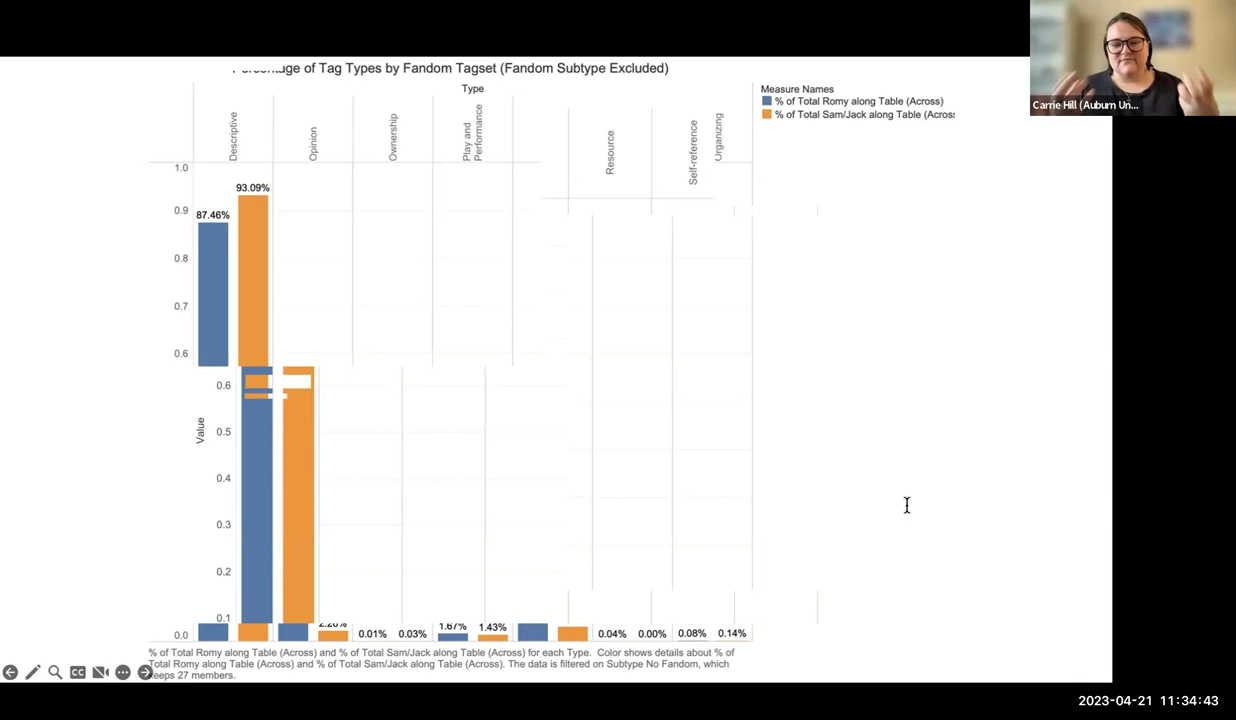 of Tag Types by Fandom Tagset (Fandom Subtype Excluded)
Type
Descriptive
Opinion
Ownership
Play and
Performance
Resource
Self-reference
Organizing
Measure Names
% of Total Romy along Table (Across)
% of Total Sam/Jack along Table (Across
Carrie Hill (Auburn Un...
1.0
93.09%
87.46%
0.9
0.8
0.7
0.6
0.6
Value
0.5
0.4
0.3
0.2
0.1
0.0
0.01%
0.03%
1.67%
1.43%
0.04%
0.00%
0.08%
0.14%
% of Total Romy along Table (Across) and % of Total Sam/Jack along Table (Across) for each Type. Color shows details about % of
Total Romy along Table (Across) and % of Total Sam/Jack along Table (Across). The data is filtered on Subtype No Fandom, which
keeps 27 members.
CC
2023-04-21 11:34:43